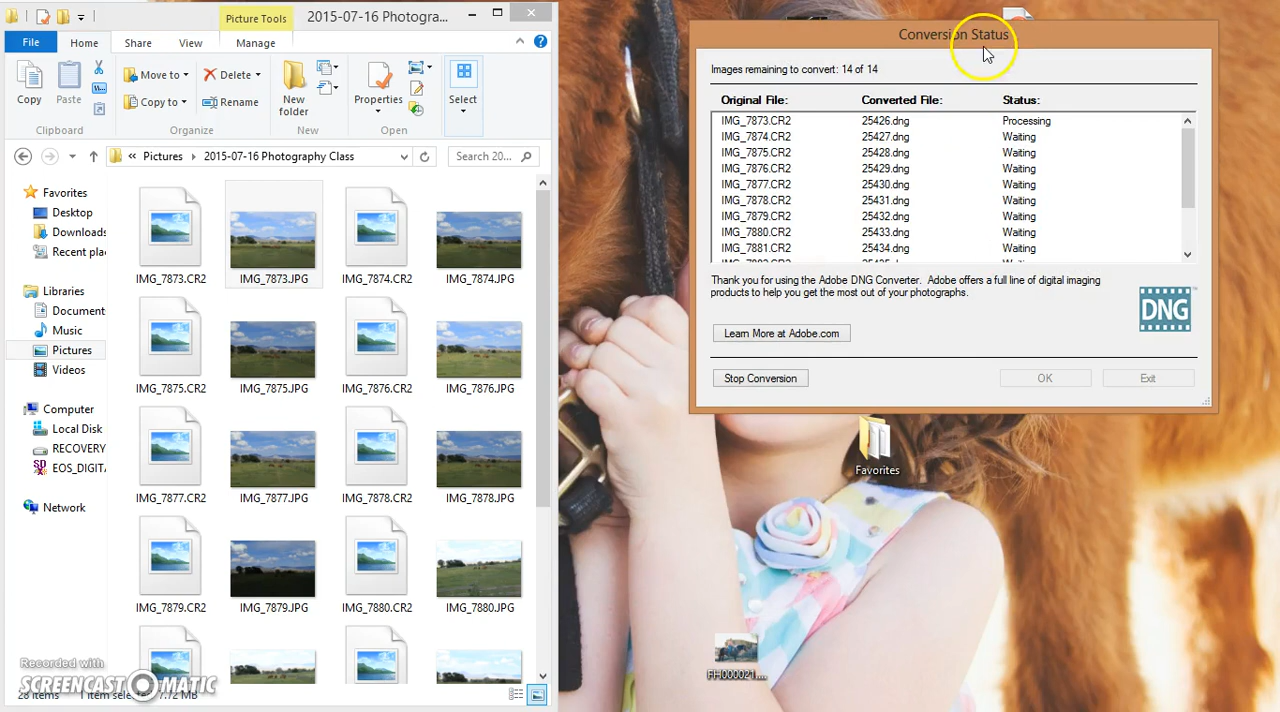 Picture Tools
2015-07-16 Photogra...
File
Home
Share
View
Manage
Copy
Paste
Clipboard
Move to
Copy to
Delete
Rename
Organize
New
folder
New
Properties
Open
Select
« Pictures › 2015-07-16 Photography Class
Search 20...
Favorites
Desktop
Downloads
Recent pla
Libraries
Document
Music
Pictures
Videos
Computer
Local Disk
RECOVERY
EOS_DIGITA
Network
IMG_7873.CR2
IMG_7873.JPG
IMG_7874.CR2
IMG_7874.JPG
IMG_7875.CR2
IMG_7875.JPG
IMG_7876.CR2
IMG_7876.JPG
IMG_7877.CR2
IMG_7877.JPG
IMG_7878.CR2
IMG_7878.JPG
IMG_7879.CR2
IMG_7879.JPG
IMG_7880.CR2
IMG_7880.JPG
Recorded with
SCREENCAST MATIC
Conversion Status
Images remaining to convert: 14 of 14
Original File: Converted File: Status:
IMG_7873.CR2 25426.dng Processing
IMG_7874.CR2 25427.dng Waiting
IMG_7875.CR2 25428.dng Waiting
IMG_7876.CR2 25429.dng Waiting
IMG_7877.CR2 25430.dng Waiting
IMG_7878.CR2 25431.dng Waiting
IMG_7879.CR2 25432.dng Waiting
IMG_7880.CR2 25433.dng Waiting
IMG_7881.CR2 25434.dng Waiting
Thank you for using the Adobe DNG Converter. Adobe offers a full line of digital imaging
products to help you get the most out of your photographs.
DNG
Learn More at Adobe.com
Stop Conversion
OK
Exit
Favorites
FH000021....